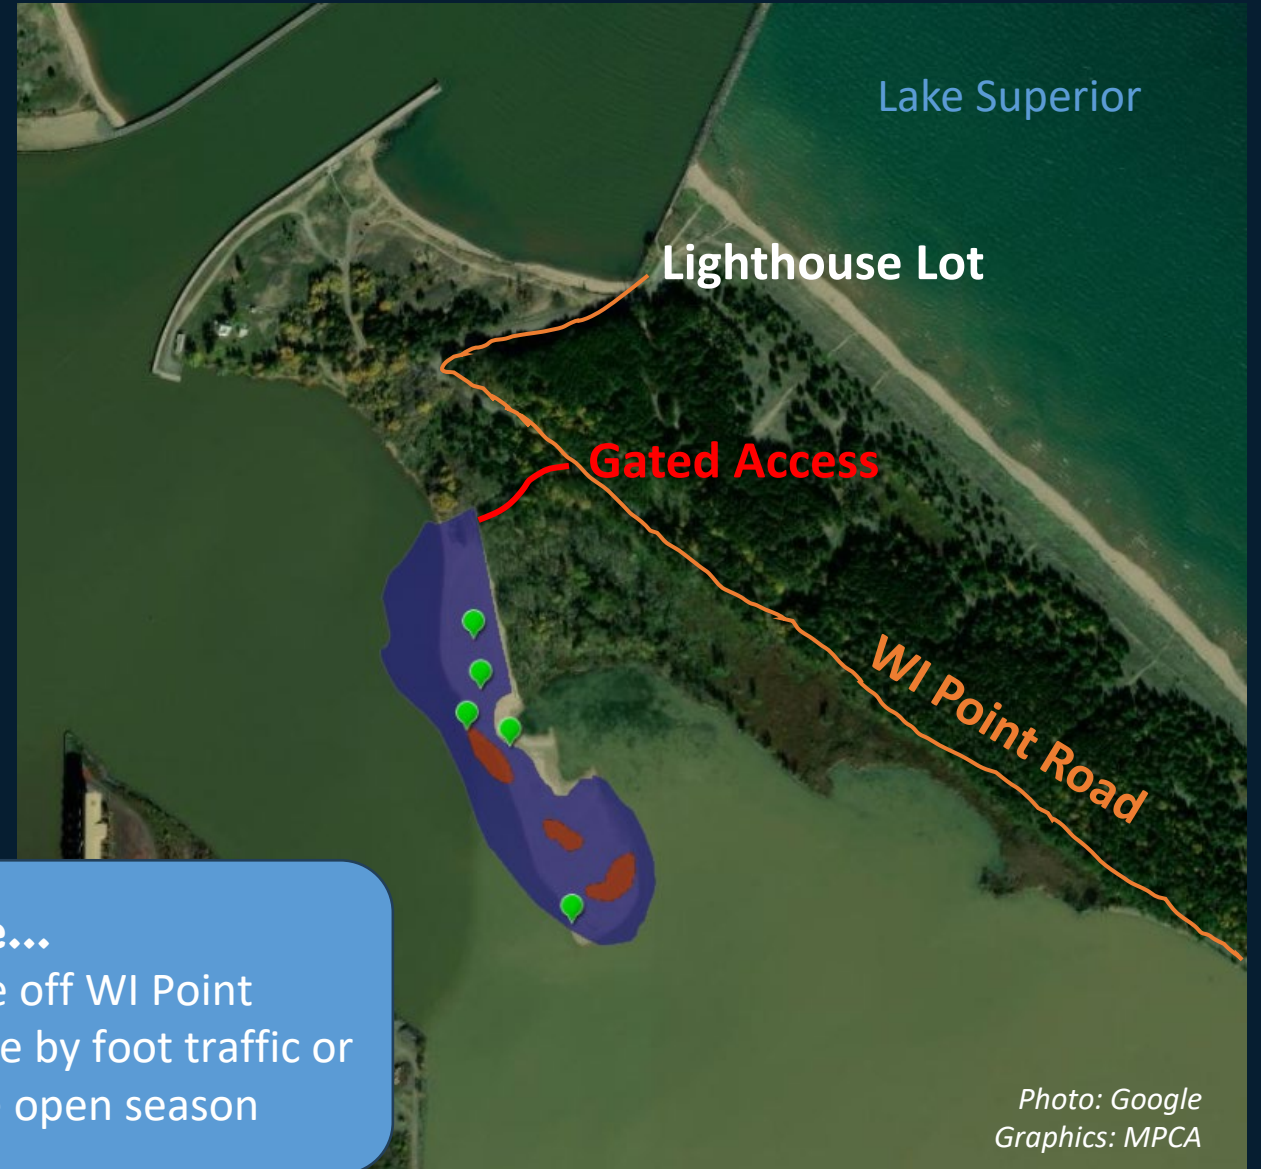 Lake Superior
Lighthouse Lot
Gated Access
WI Point Road
e...
e off WI Point
e by foot traffic or
open season
Photo: Google
Graphics: MPCA